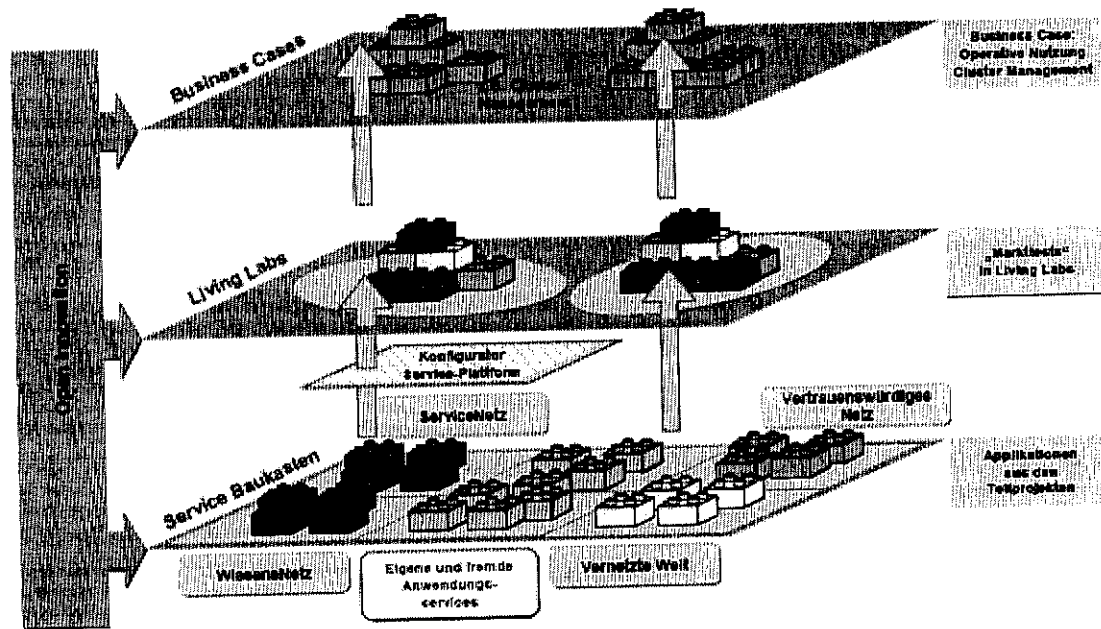 Business Cases
Business Case:
Operative Nutzung
Cluster Management
Open Innovation
Living Labs
„Markttests“
in Living Labs
Konfigurator
Service-Plattform
ServiceNetz
Vertrauenswürdiges
Netz
Service Baukasten
Applikationen
aus den
Teilprojekten
WissensNetz
Eigene und fremde
Anwendungs-
services
Vernetzte Welt